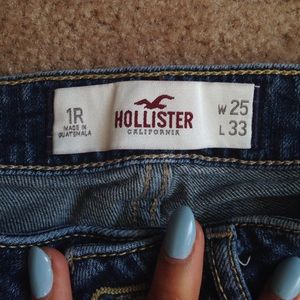 1R
MADE IN
GUATEMALA
HOLLISTER
CALIFORNIA
W 25
L 33